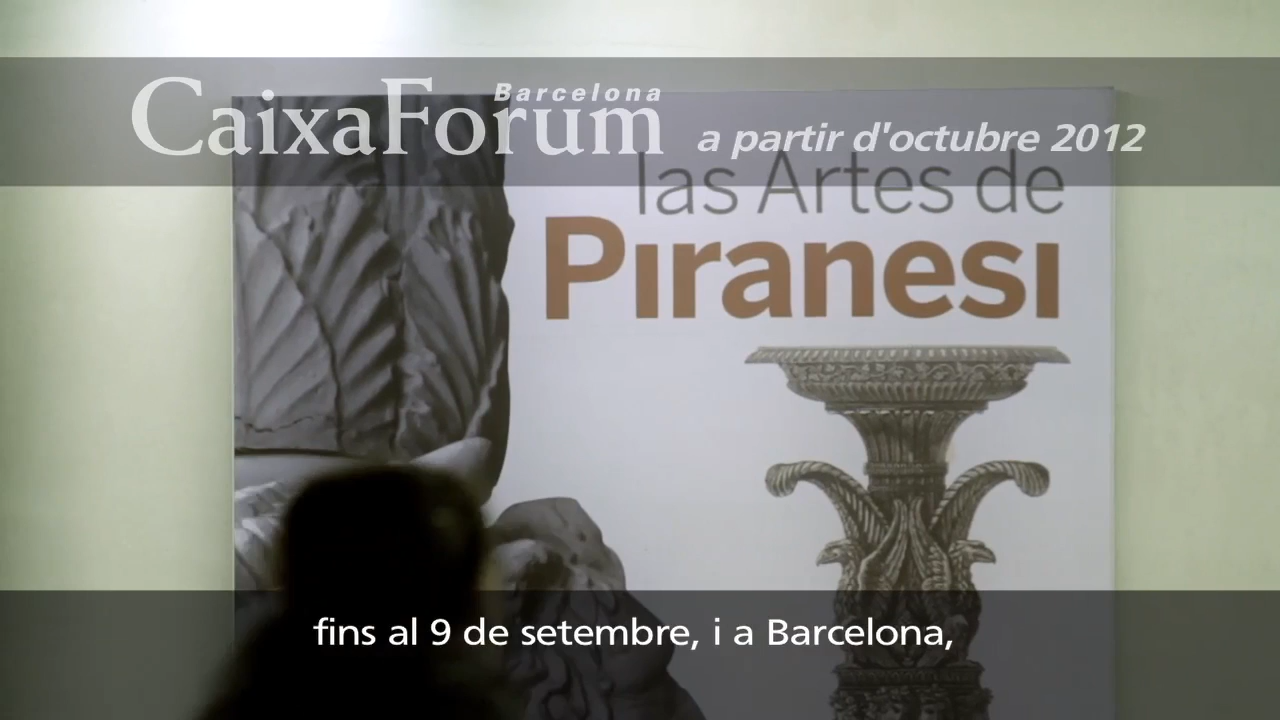 Barcelona
CaixaForum a partir d'octubre 2012
las Artes de
Piranesi
fins al 9 de setembre, i a Barcelona,